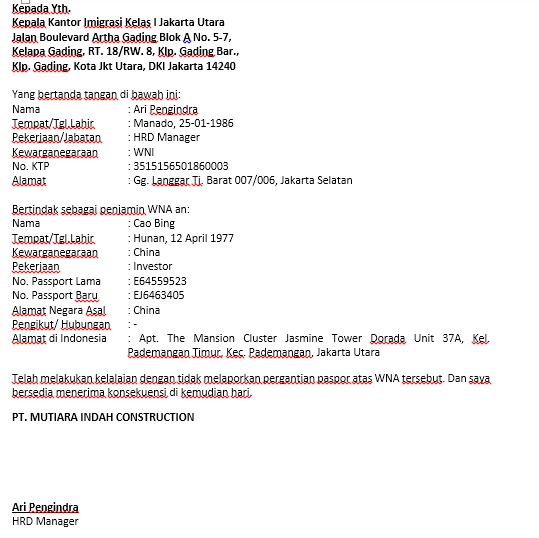 Kepada Yth.
Kepala Kantor Imigrasi Kelas I Jakarta Utara
Jalan Boulevard Artha Gading Blok A No. 5-7,
Kelapa Gading, RT. 18/RW. 8, Klp. Gading Bar.,
Klp. Gading, Kota Jkt Utara, DKI Jakarta 14240
Yang bertanda tangan di bawah ini:
Nama : Ari Pengindra
Tempat/Tgl.Lahir : Manado, 25-01-1986
Pekerjaan/Jabatan : HRD Manager
Kewarganegaraan : WNI
No. KTP : 3515156501860003
Alamat : Gg. Langgar Tj. Barat 007/006, Jakarta Selatan
Bertindak sebagai penjamin WNA an:
Nama : Cao Bing
Tempat/Tgl.Lahir : Hunan, 12 April 1977
Kewarganegaraan : China
Pekerjaan : Investor
No. Passport Lama : E64559523
No. Passport Baru : EJ6463405
Alamat Negara Asal : China
Pengikut/ Hubungan : -
Alamat di Indonesia : Apt. The Mansion Cluster Jasmine Tower Dorada Unit 37A, Kel.
Pademangan Timur, Kec. Pademangan, Jakarta Utara
Telah melakukan kelalaian dengan tidak melaporkan pergantian paspor atas WNA tersebut. Dan saya
bersedia menerima konsekuensi di kemudian hari.
PT. MUTIARA INDAH CONSTRUCTION
Ari Pengindra
HRD Manager